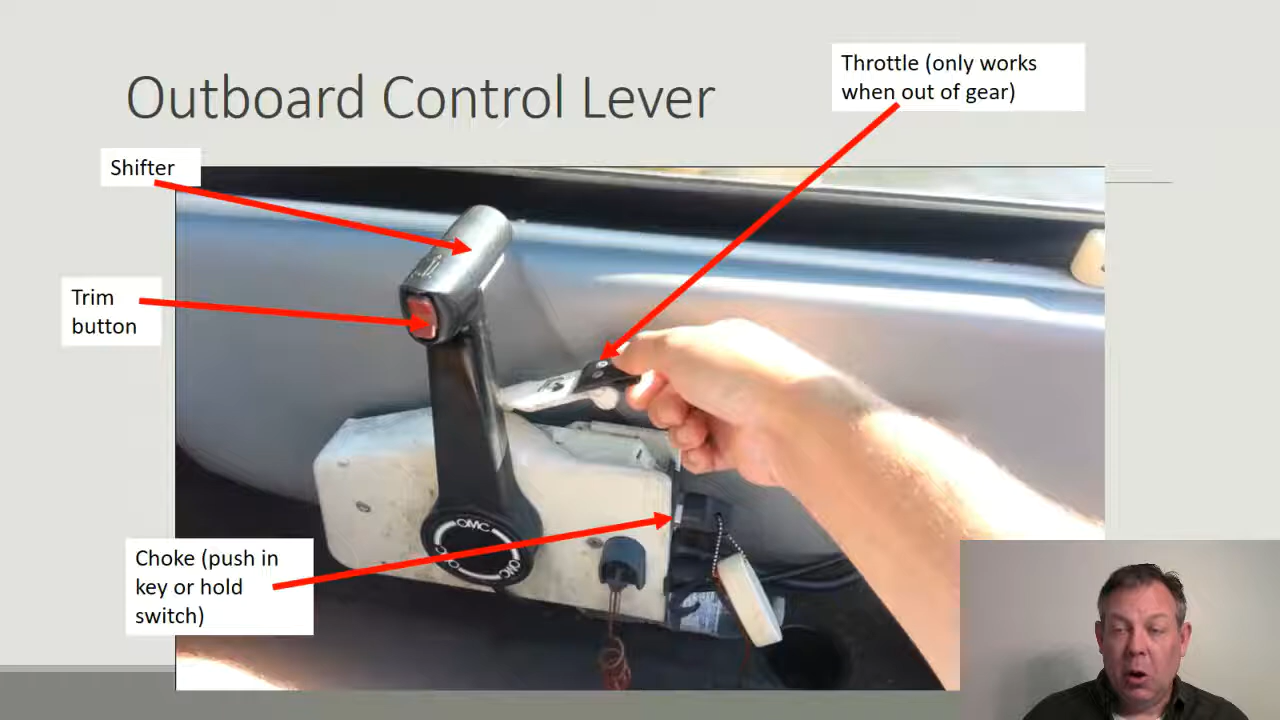 Outboard Control Lever
Throttle (only works
when out of gear)
Shifter
Trim
button
Choke (push in
key or hold
switch)
OMC
OMC